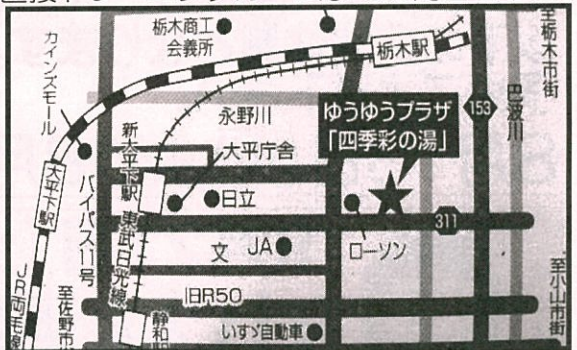 栃木商工
会議所
栃木駅
至栃木市街
カインズモール
永野川
ゆうゆうプラザ
「四季彩の湯」
153
巴波川
新大平下駅
大平庁舎
大平下駅
バイパス11号
東武日光線
日立
311
文
JA
ローソン
JR両毛線
至佐野市街
旧R50
静和駅
いすゞ自動車
至小山市街